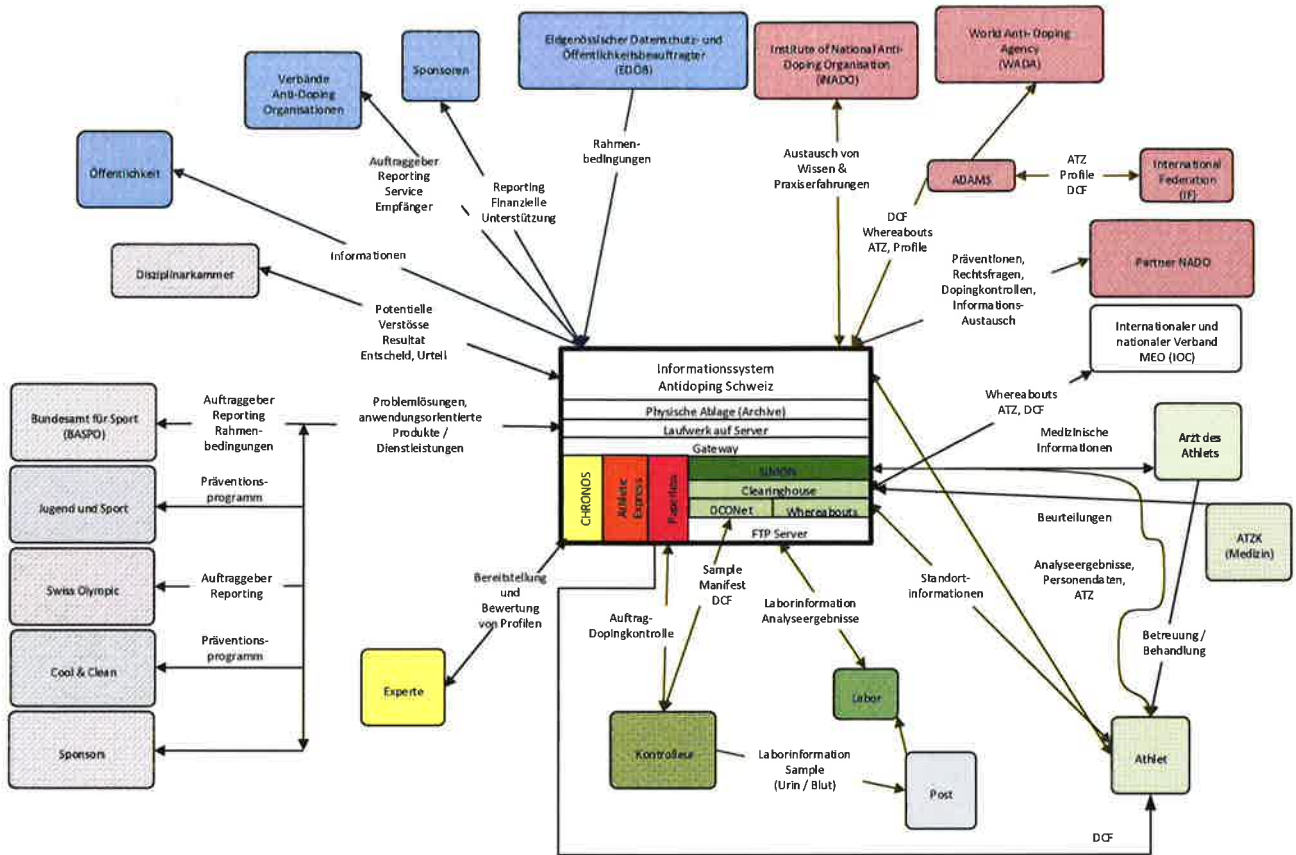 Eidgenössischer Datenschutz- und
Öffentlichkeitsbeauftragter
(EDÖB)
Institute of National Anti-
Doping Organisation
(iNADO)
World Anti-Doping
Agency
(WADA)
Sponsoren
Verbände
Anti-Doping
Organisationen
Öffentlichkeit
Auftraggeber
Reporting
Service
Empfänger
Reporting
Finanzielle
Unterstützung
Rahmen-
bedingungen
Austausch von
Wissen &
Praxiserfahrungen
ADAMS
ATZ
Profile
DCF
International
Federation
(IF)
DCF
Whereabouts
ATZ, Profile
Informationen
Disziplinarkammer
Präventionen,
Rechtsfragen,
Dopingkontrollen,
Informations-
Austausch
Partner NADO
Potentielle
Verstösse
Resultat
Entscheid, Urteil
Internationaler und
nationaler Verband
MEO (IOC)
Informationssystem
Antidoping Schweiz
Physische Ablage (Archive)
Laufwerk auf Server
Gateway
CHRONOS
Athletic
Express
Paperless
SIMON
Clearinghouse
DCONet
Whereabouts
FTP Server
Bundesamt für Sport
(BASPO)
Auftraggeber
Reporting
Rahmen-
bedingungen
Problemlösungen,
anwendungsorientierte
Produkte /
Dienstleistungen
Whereabouts
ATZ, DCF
Medizinische
Informationen
Arzt des
Athlets
Präventions-
programm
Jugend und Sport
Beurteilungen
ATZK
(Medizin)
Swiss Olympic
Auftraggeber
Reporting
Bereitstellung
und
Bewertung
von Profilen
Sample
Manifest
DCF
Auftrag-
Dopingkontrolle
Laborinformation
Analyseergebnisse
Standort-
informationen
Analyseergebnisse,
Personendaten,
ATZ
Präventions-
programm
Cool & Clean
Betreuung /
Behandlung
Experte
Labor
Sponsors
Kontrolleur
Laborinformation
Sample
(Urin / Blut)
Post
Athlet
DCF